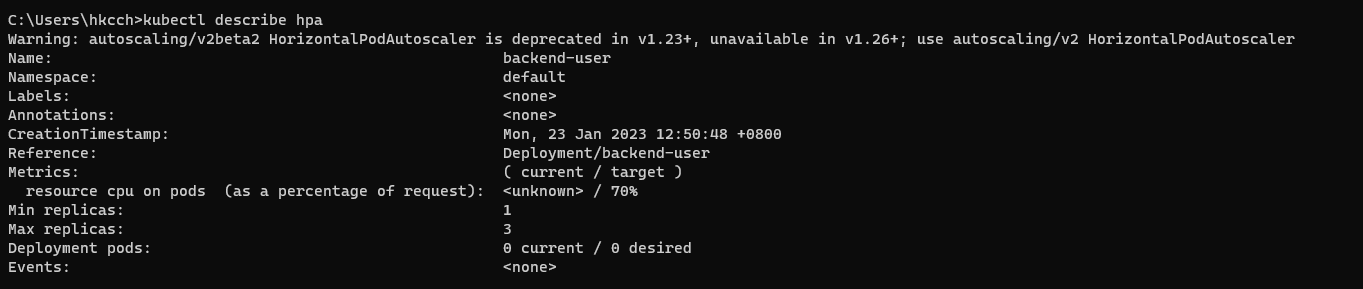 C:\Users\hkcch>kubectl describe hpa
Warning: autoscaling/v2beta2 HorizontalPodAutoscaler is deprecated in v1.23+, unavailable in v1.26+; use autoscaling/v2 HorizontalPodAutoscaler
Name: backend-user
Namespace: default
Labels: <none>
Annotations: <none>
CreationTimestamp: Mon, 23 Jan 2023 12:50:48 +0800
Reference: Deployment/backend-user
Metrics: ( current / target )
resource cpu on pods (as a percentage of request): <unknown> / 70%
Min replicas: 1
Max replicas: 3
Deployment pods: 0 current / 0 desired
Events: <none>